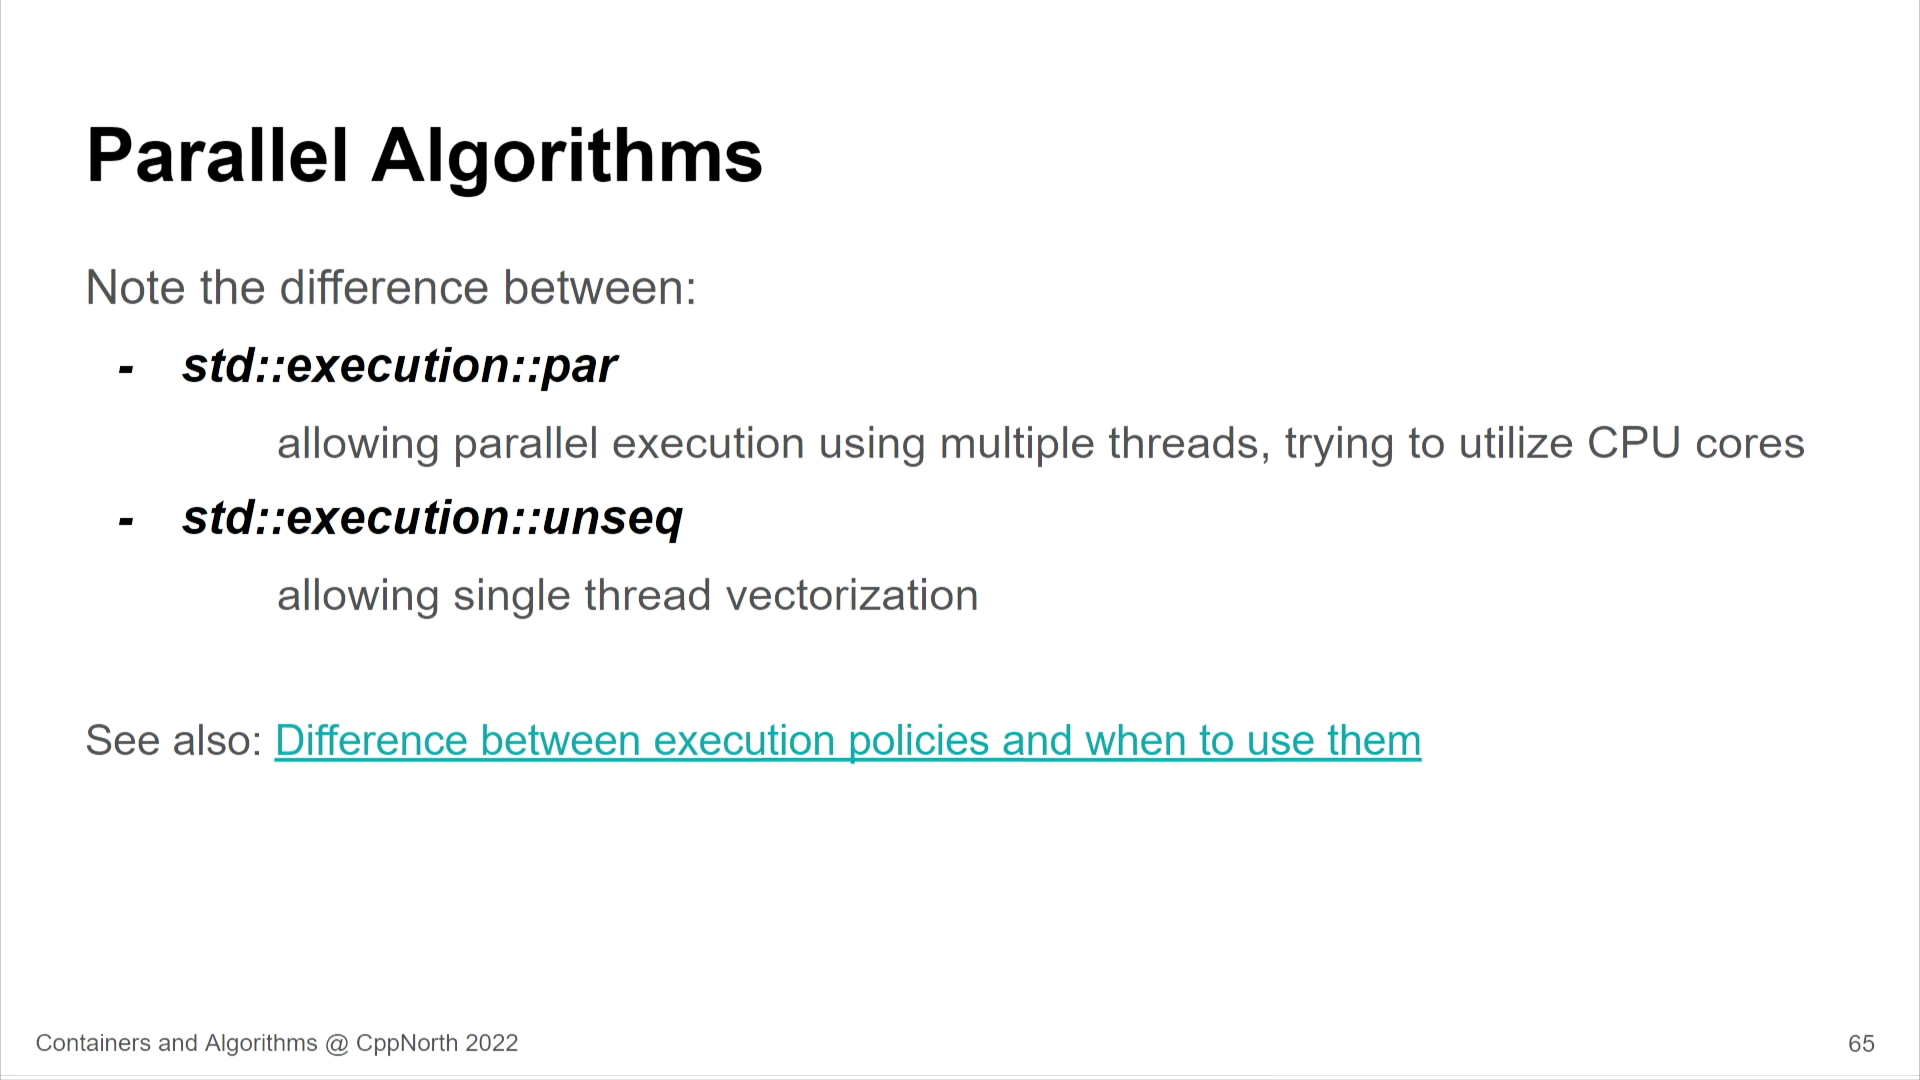 Parallel Algorithms
Note the difference between:
- std::execution::par
allowing parallel execution using multiple threads, trying to utilize CPU cores
- std::execution::unseq
allowing single thread vectorization
See also: Difference between execution policies and when to use them
Containers and Algorithms @ CppNorth 2022
65